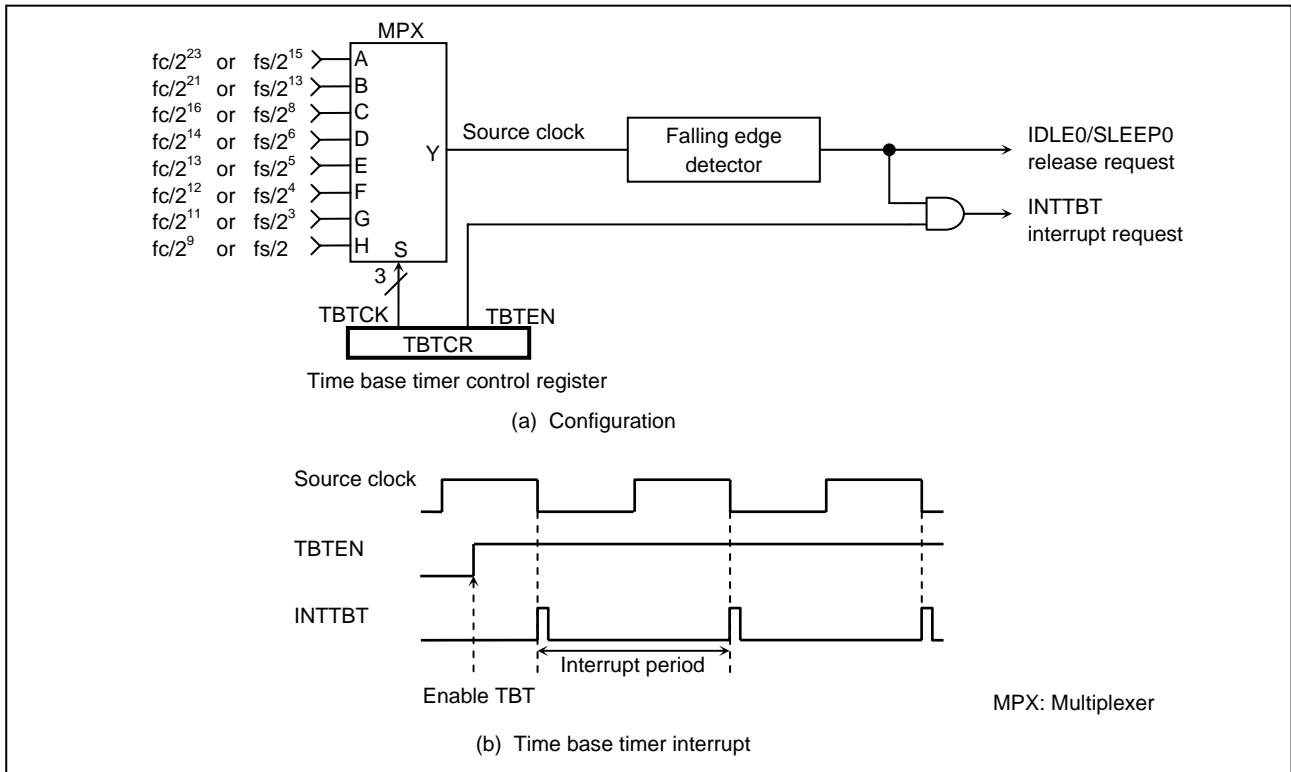 MPX
fc/2^23 or fs/2^15 A
fc/2^21 or fs/2^13 B
fc/2^16 or fs/2^8 C
fc/2^14 or fs/2^6 D
fc/2^13 or fs/2^5 E
fc/2^12 or fs/2^4 F
fc/2^11 or fs/2^3 G
fc/2^9 or fs/2 H
Y
S
3
Source clock
Falling edge
detector
IDLE0/SLEEP0
release request
INTTBT
interrupt request
TBTCK
TBTEN
TBTCR
Time base timer control register
(a) Configuration
Source clock
TBTEN
INTTBT
Interrupt period
Enable TBT
MPX: Multiplexer
(b) Time base timer interrupt